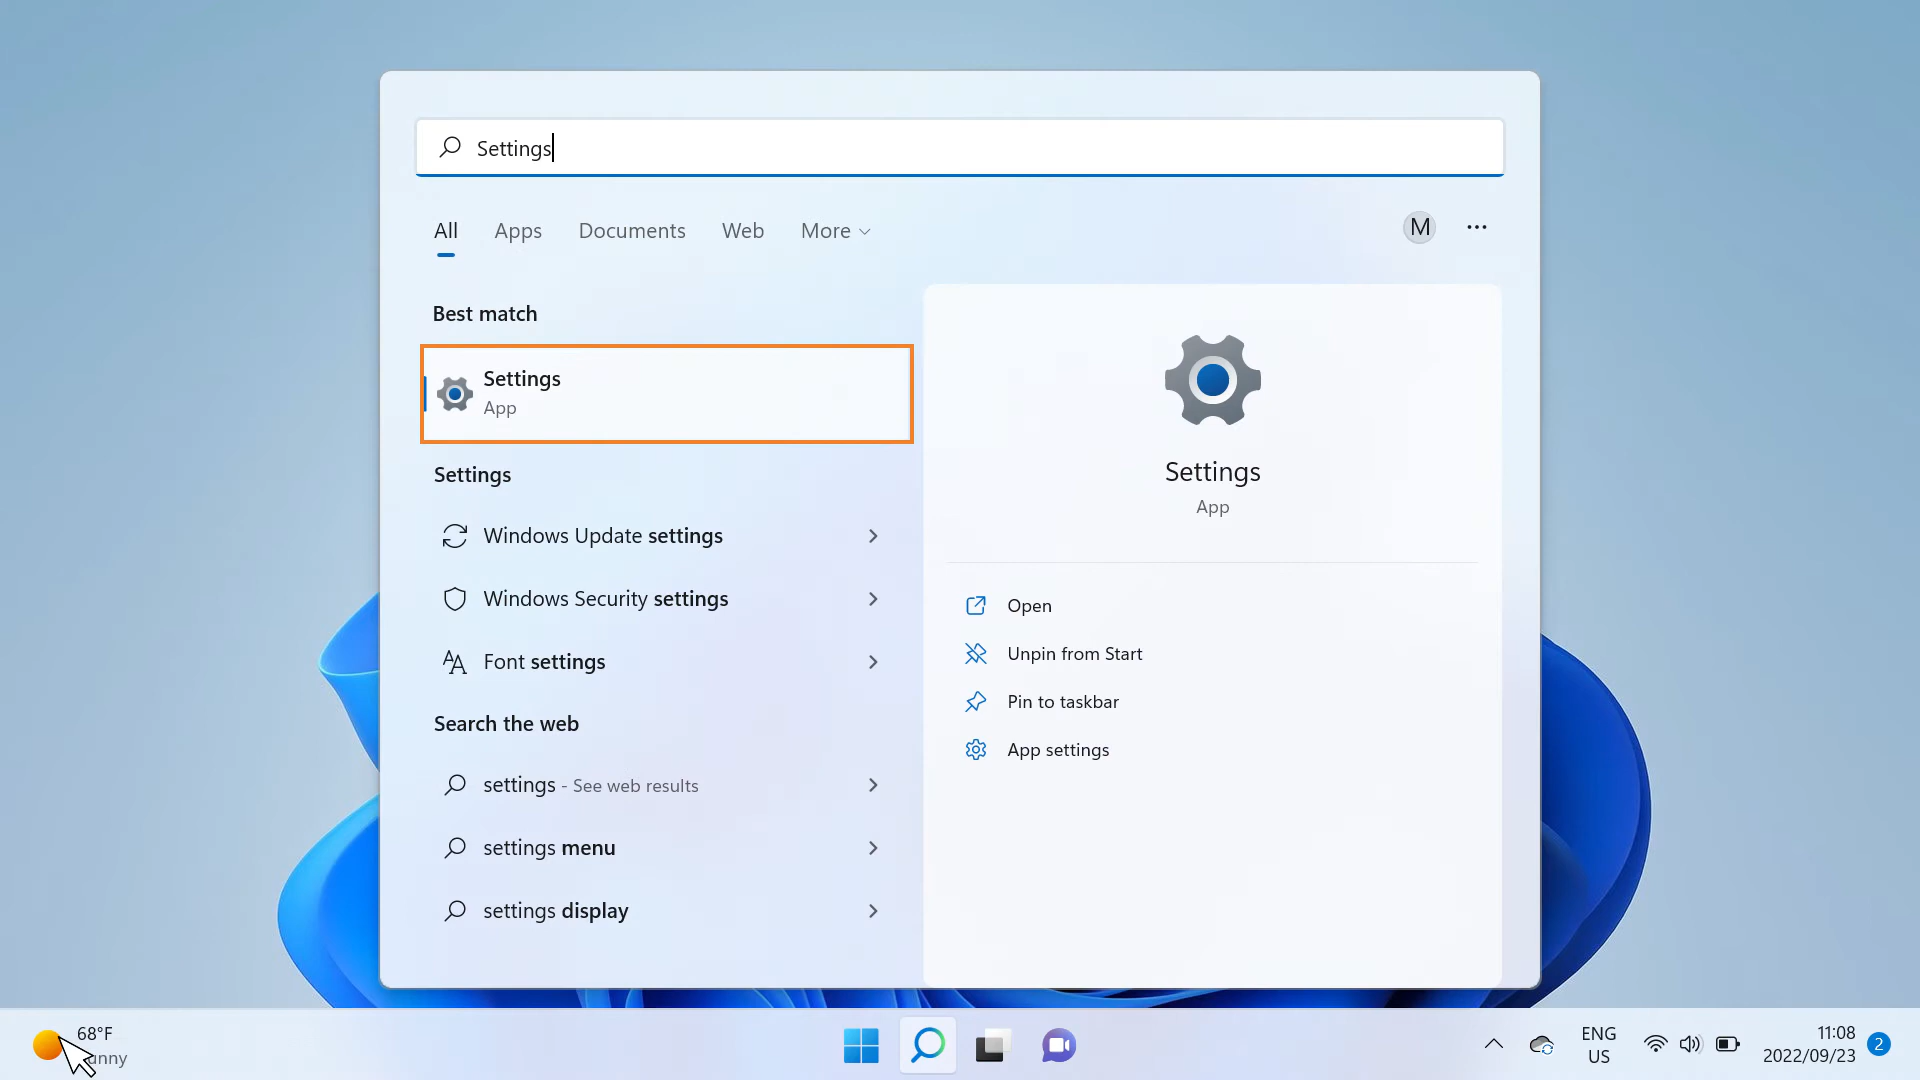 Settings
All Apps Documents Web More
M
Best match
Settings
App
Settings
Windows Update settings
Windows Security settings
Font settings
Search the web
settings - See web results
settings menu
settings display
Settings
App
Open
Unpin from Start
Pin to taskbar
App settings
68°F
unny
ENG
US
11:08
2022/09/23
2